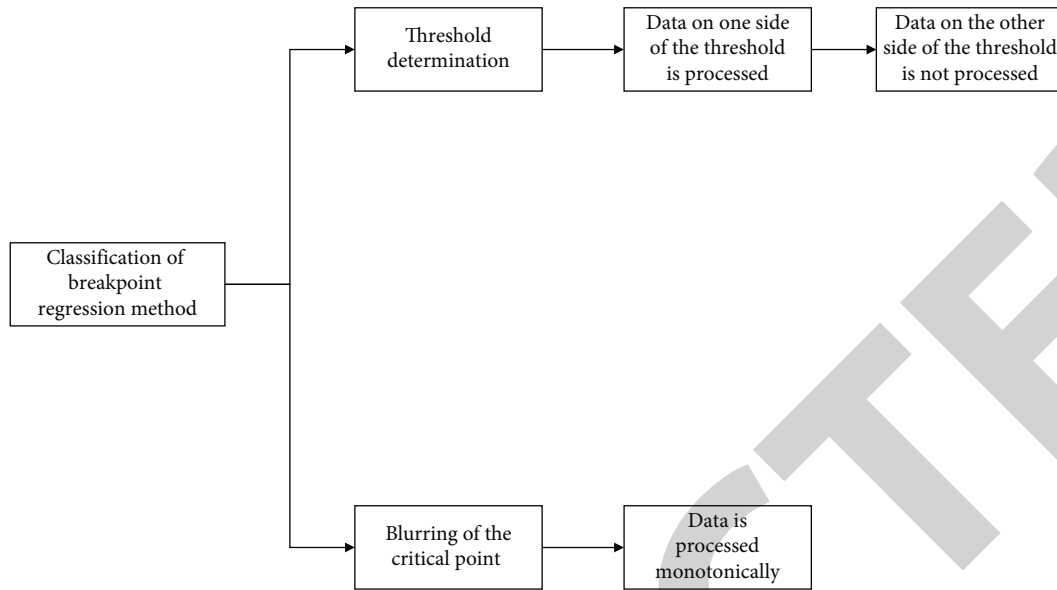 Threshold
determination
Data on one side
of the threshold
is processed
Data on the other
side of the threshold
is not processed
Classification of
breakpoint
regression method
Blurring of the
critical point
Data is
processed
monotonically
CTE